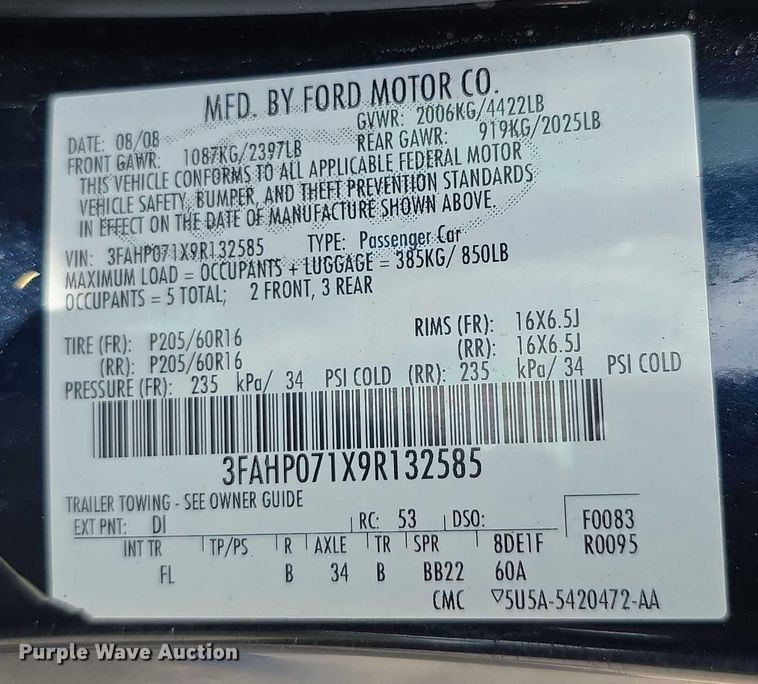 MFD. BY FORD MOTOR CO.
DATE: 08/08 GVWR: 2006KG/4422LB
FRONT GAWR: 1087KG/2397LB REAR GAWR: 919KG/2025LB
THIS VEHICLE CONFORMS TO ALL APPLICABLE FEDERAL MOTOR
VEHICLE SAFETY, BUMPER, AND THEFT PREVENTION STANDARDS
IN EFFECT ON THE DATE OF MANUFACTURE SHOWN ABOVE.
VIN: 3FAHP071X9R132585 TYPE: Passenger Car
MAXIMUM LOAD = OCCUPANTS + LUGGAGE = 385KG/ 850LB
OCCUPANTS = 5 TOTAL; 2 FRONT, 3 REAR
TIRE (FR): P205/60R16 RIMS (FR): 16X6.5J
(RR): P205/60R16 (RR): 16X6.5J
PRESSURE (FR): 235 kPa/ 34 PSI COLD (RR): 235 kPa/ 34 PSI COLD
3FAHP071X9R132585
TRAILER TOWING - SEE OWNER GUIDE
EXT PNT: DI RC: 53 DSO: F0083
INT TR TP/PS R AXLE TR SPR 8DE1F R0095
FL B 34 B BB22 60A
CMC ▽5U5A-5420472-AA
Purple Wave Auction